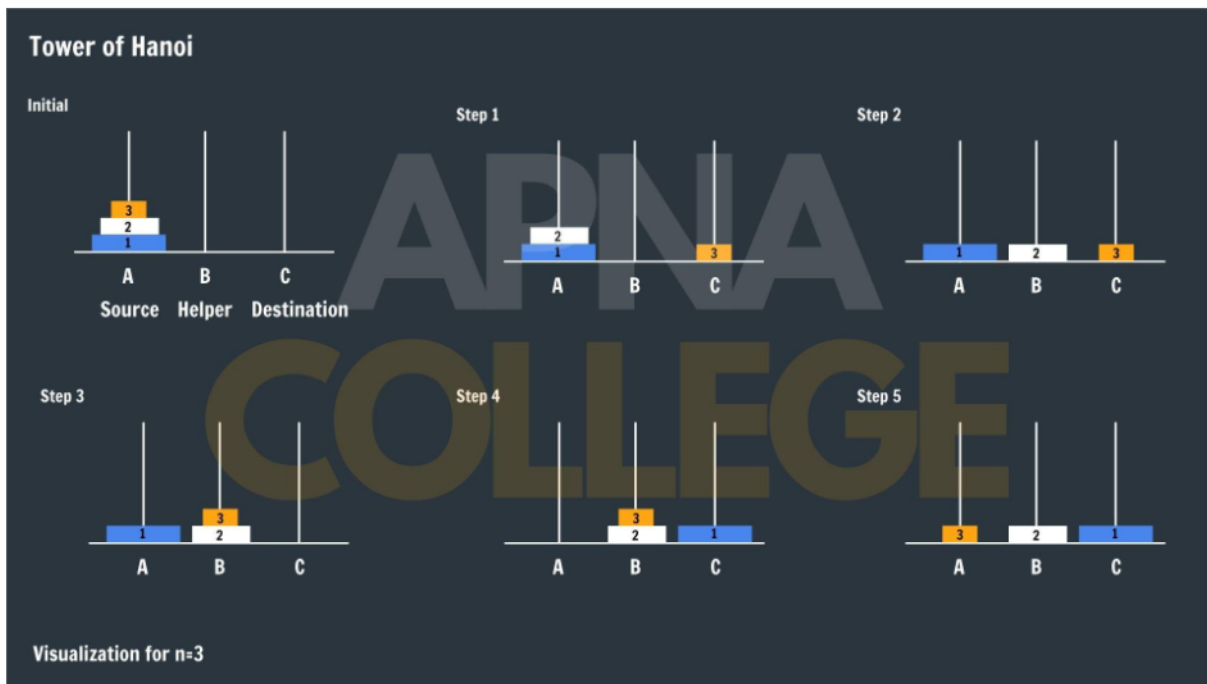 Tower of Hanoi
Initial
3
2
1
A B C
Source Helper Destination
Step 1
2
1 3
A B C
Step 2
1 2 3
A B C
Step 3
3
1 2
A B C
Step 4
3
2 1
A B C
Step 5
3 2 1
A B C
APNA
COLLEGE
Visualization for n=3